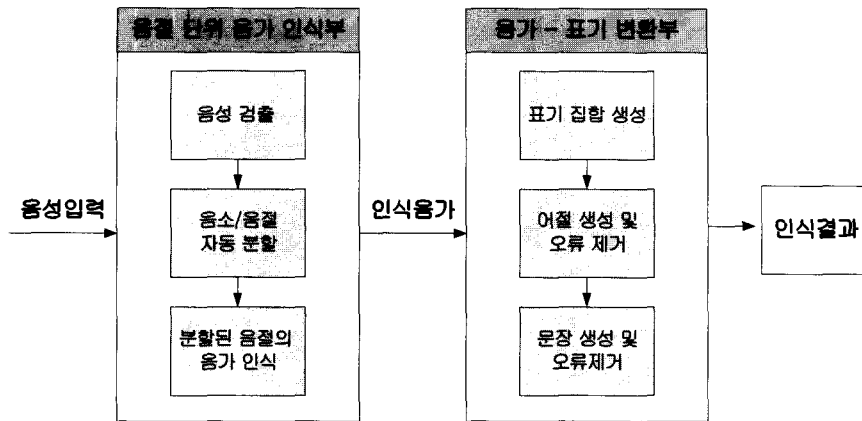 음절 단위 음가 인식부
음성 검출
음소/음절
자동 분할
분할된 음절의
음가 인식
음성입력
인식음가
음가 - 표기 변환부
표기 집합 생성
어절 생성 및
오류 제거
문장 생성 및
오류제거
인식결과